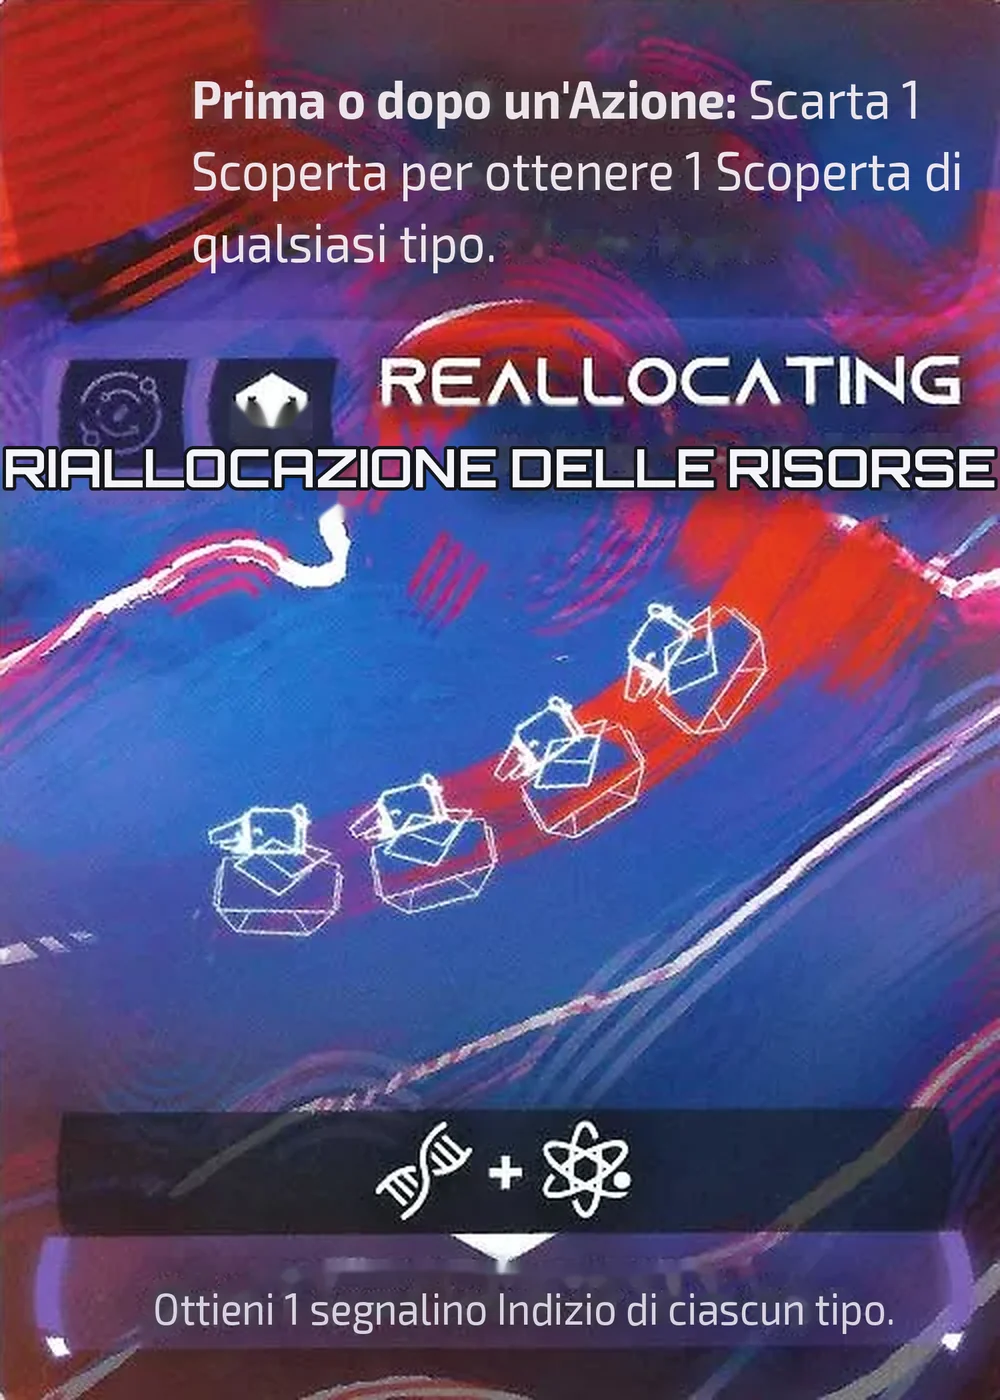 Prima o dopo un'Azione: Scarta 1
Scoperta per ottenere 1 Scoperta di
qualsiasi tipo.
REALLOCATING
RIALLOCAZIONE DELLE RISORSE
+
Ottieni 1 segnalino Indizio di ciascun tipo.